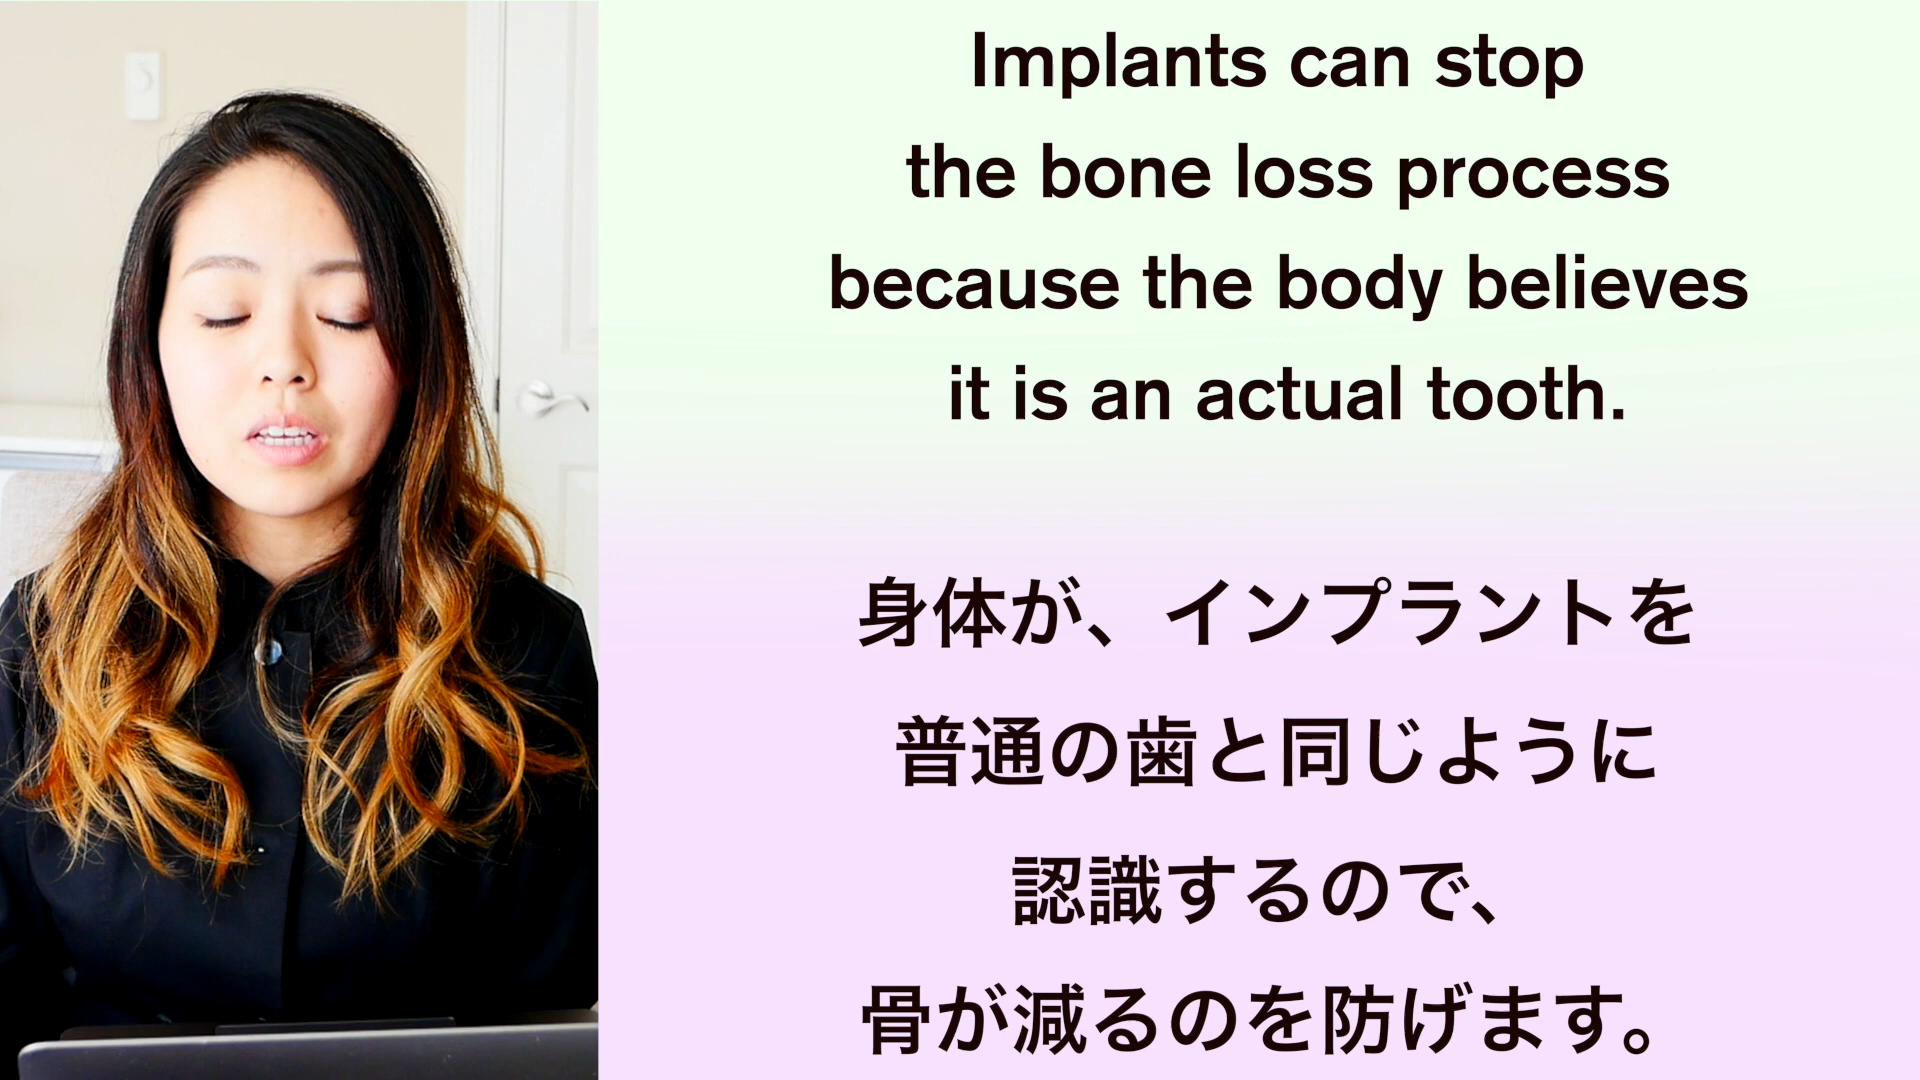 Implants can stop
the bone loss process
because the body believes
it is an actual tooth.
身体が、インプラントを
普通の歯と同じように
認識するので、
骨が減るのを防げます。